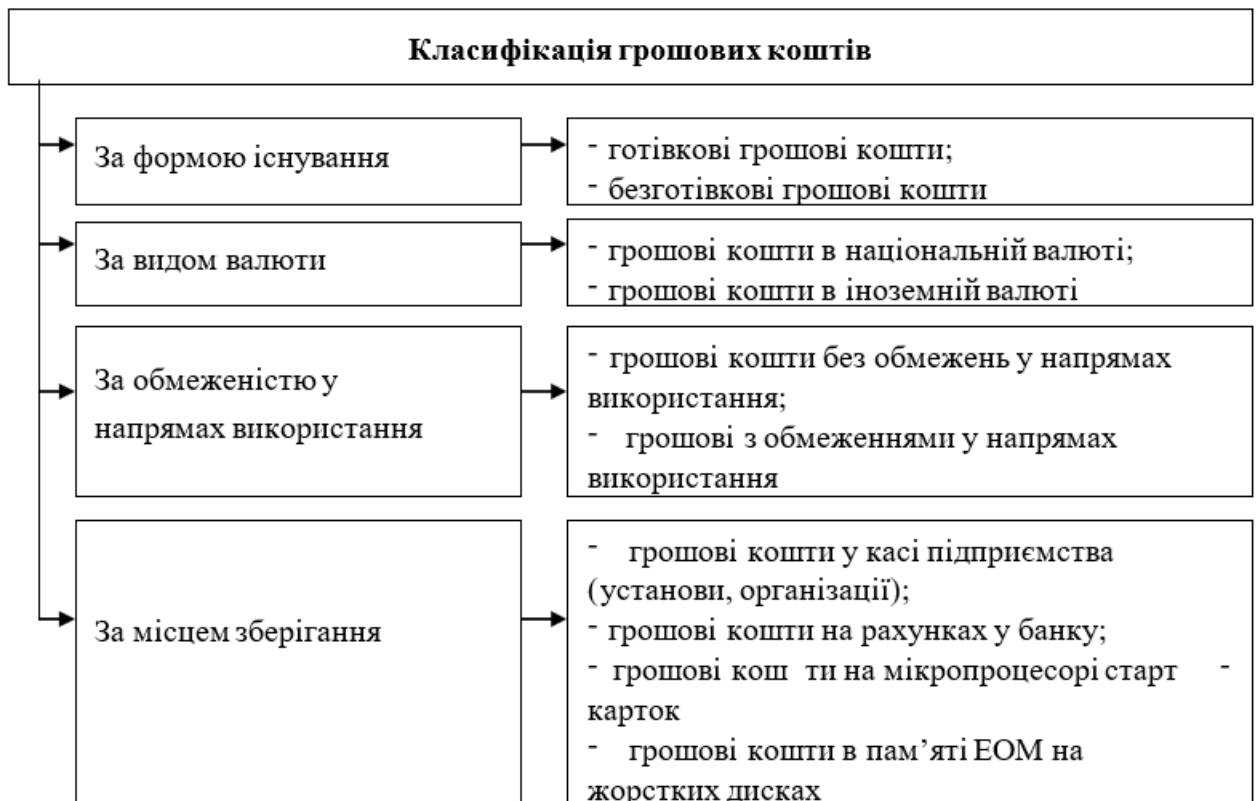 Класифікація грошових коштів
За формою існування
- готівкові грошові кошти;
- безготівкові грошові кошти
За видом валюти
- грошові кошти в національній валюті;
- грошові кошти в іноземній валюті
За обмеженістю у
напрямах використання
- грошові кошти без обмежень у напрямах
використання;
- грошові з обмеженнями у напрямах
використання
За місцем зберігання
- грошові кошти у касі підприємства
(установи, організації);
- грошові кошти на рахунках у банку;
- грошові кош ти на мікропроцесорі старт -
карток
- грошові кошти в пам’яті ЕОМ на
жорстких дисках